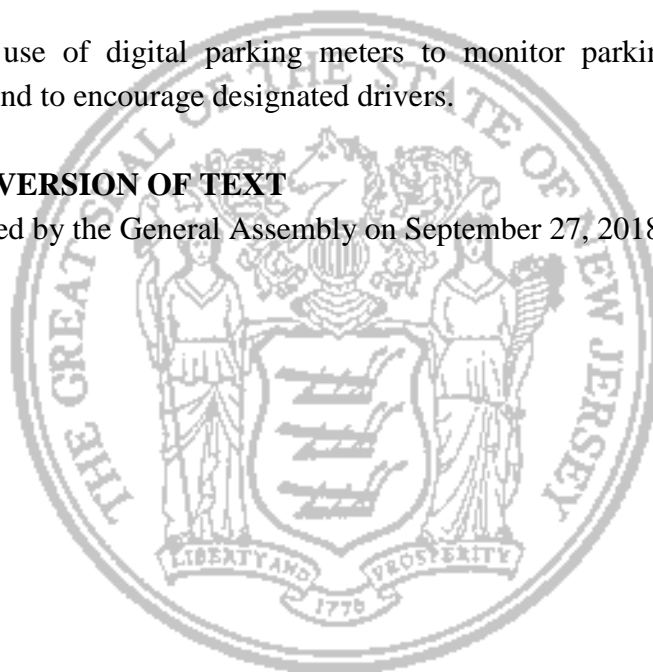 use of digital parking meters to monitor
nd to encourage designated drivers.
VERSION OF TEXT
ed by the General Assembly on September 27, 2018
THE GREAT SEAL OF THE STATE OF NEW JERSEY
LIBERTY AND PROSPERITY
1776